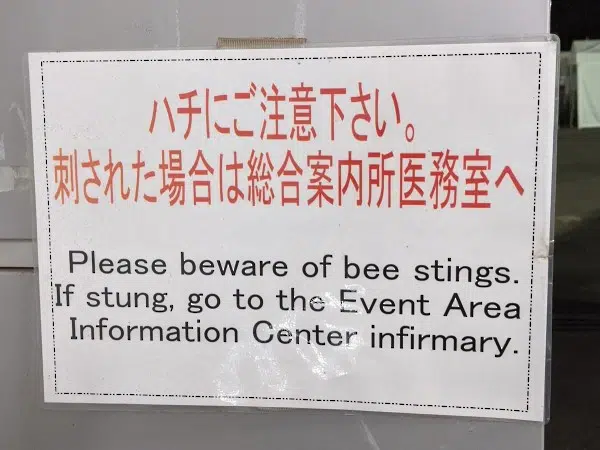 ハチにご注意下さい。
刺された場合は総合案内所医務室へ
Please beware of bee stings.
If stung, go to the Event Area
Information Center infirmary.